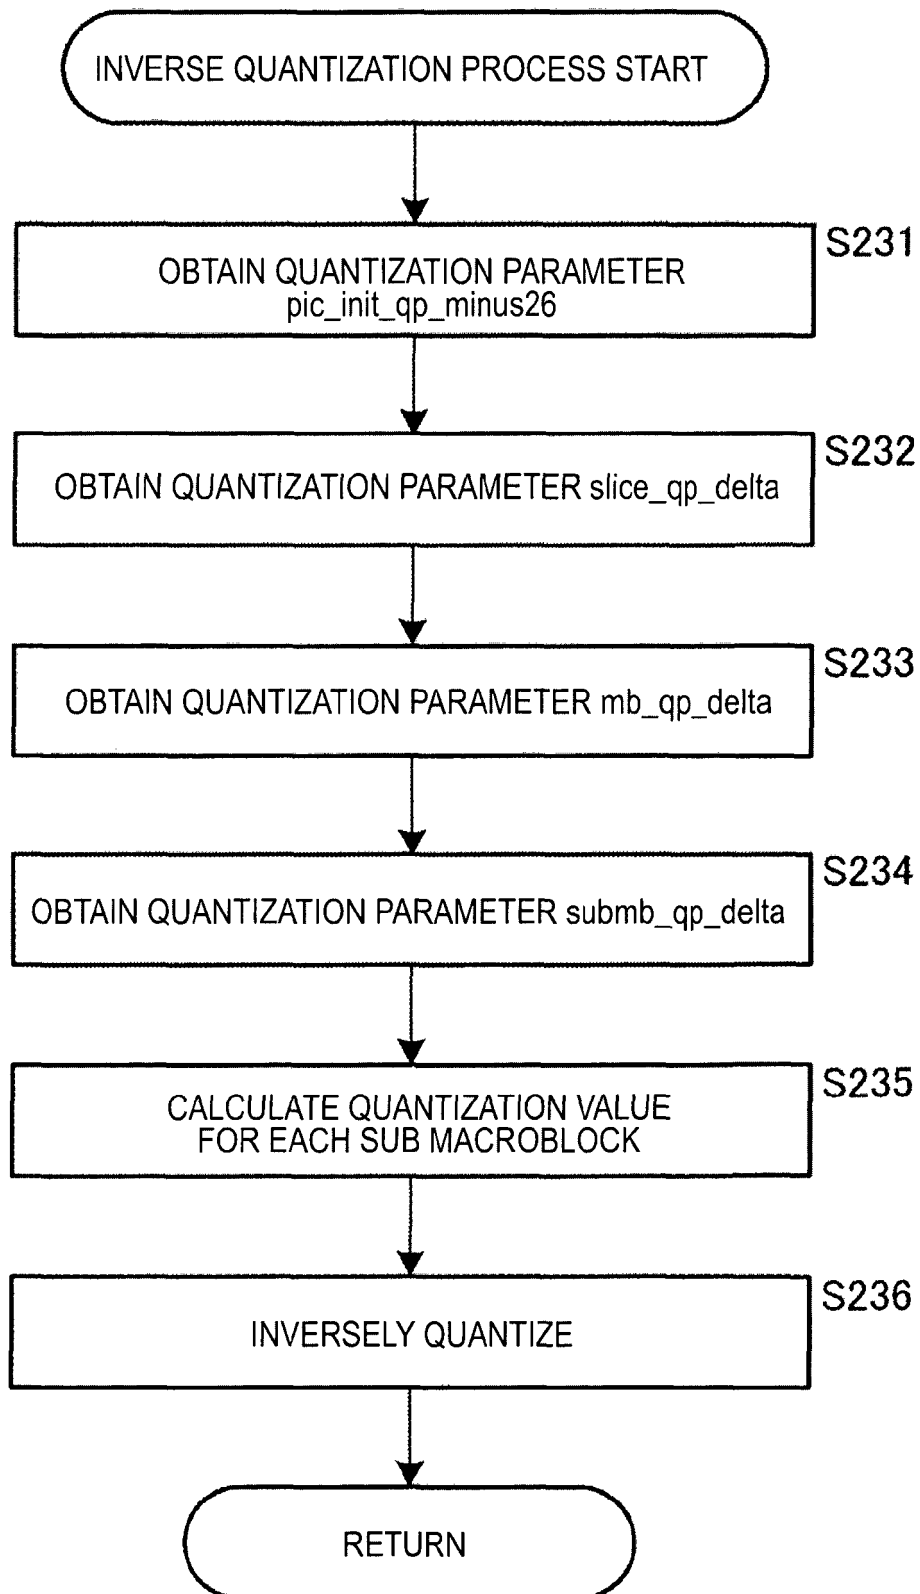 INVERSE QUANTIZATION PROCESS START
S231
OBTAIN QUANTIZATION PARAMETER
pic_init_qp_minus26
S232
OBTAIN QUANTIZATION PARAMETER slice_qp_delta
S233
OBTAIN QUANTIZATION PARAMETER mb_qp_delta
S234
OBTAIN QUANTIZATION PARAMETER submb_qp_delta
S235
CALCULATE QUANTIZATION VALUE
FOR EACH SUB MACROBLOCK
S236
INVERSELY QUANTIZE
RETURN